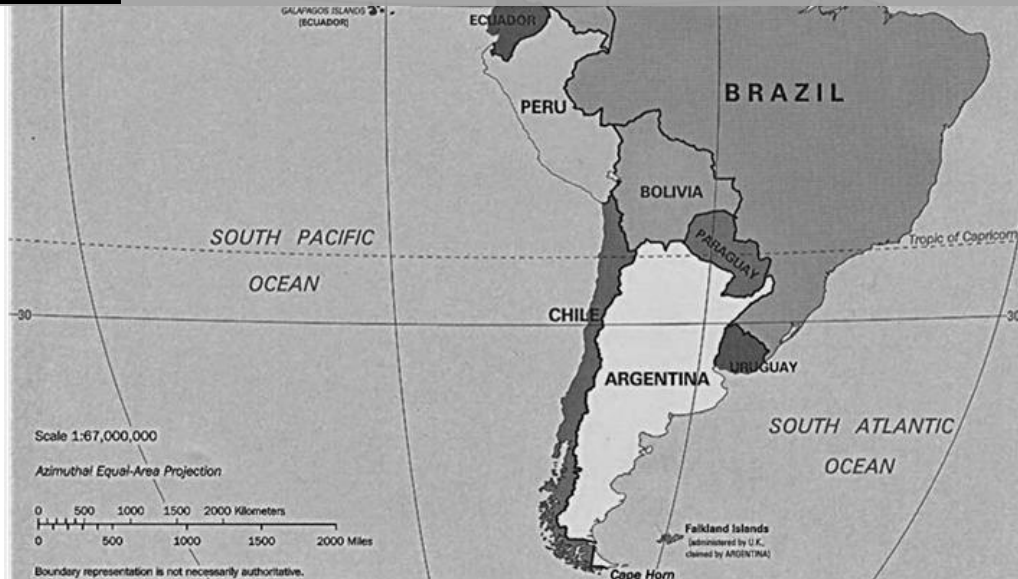 GALAPAGOS ISLANDS
[ECUADOR]
ECUADOR
PERU
BRAZIL
BOLIVIA
PARAGUAY
SOUTH PACIFIC
OCEAN
Tropic of Capricorn
30
CHILE
30
URUGUAY
ARGENTINA
SOUTH ATLANTIC
OCEAN
Scale 1:67,000,000
Azimuthal Equal-Area Projection
0 500 1000 1500 2000 Kilometers
0 500 1000 1500 2000 Miles
Falkland Islands
(administered by U.K.,
claimed by ARGENTINA)
Boundary representation is not necessarily authoritative.
Cape Horn